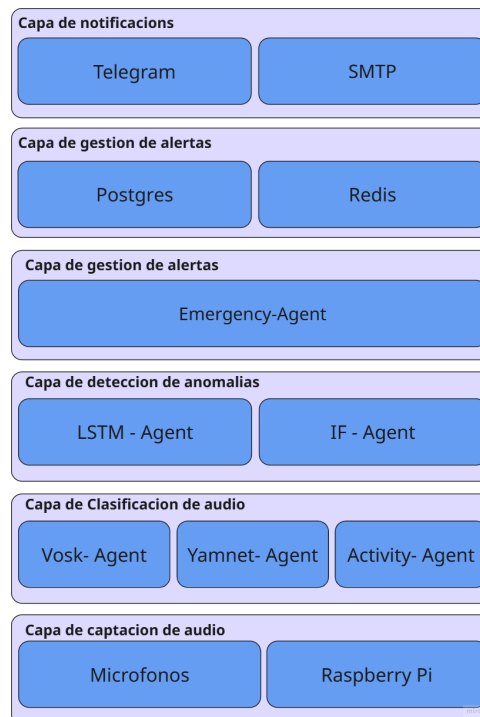 Capa de notificacions
Telegram
SMTP
Capa de gestion de alertas
Postgres
Redis
Capa de gestion de alertas
Emergency-Agent
Capa de deteccion de anomalias
LSTM - Agent
IF - Agent
Capa de Clasificacion de audio
Vosk- Agent
Yamnet- Agent
Activity- Agent
Capa de captacion de audio
Microfonos
Raspberry Pi